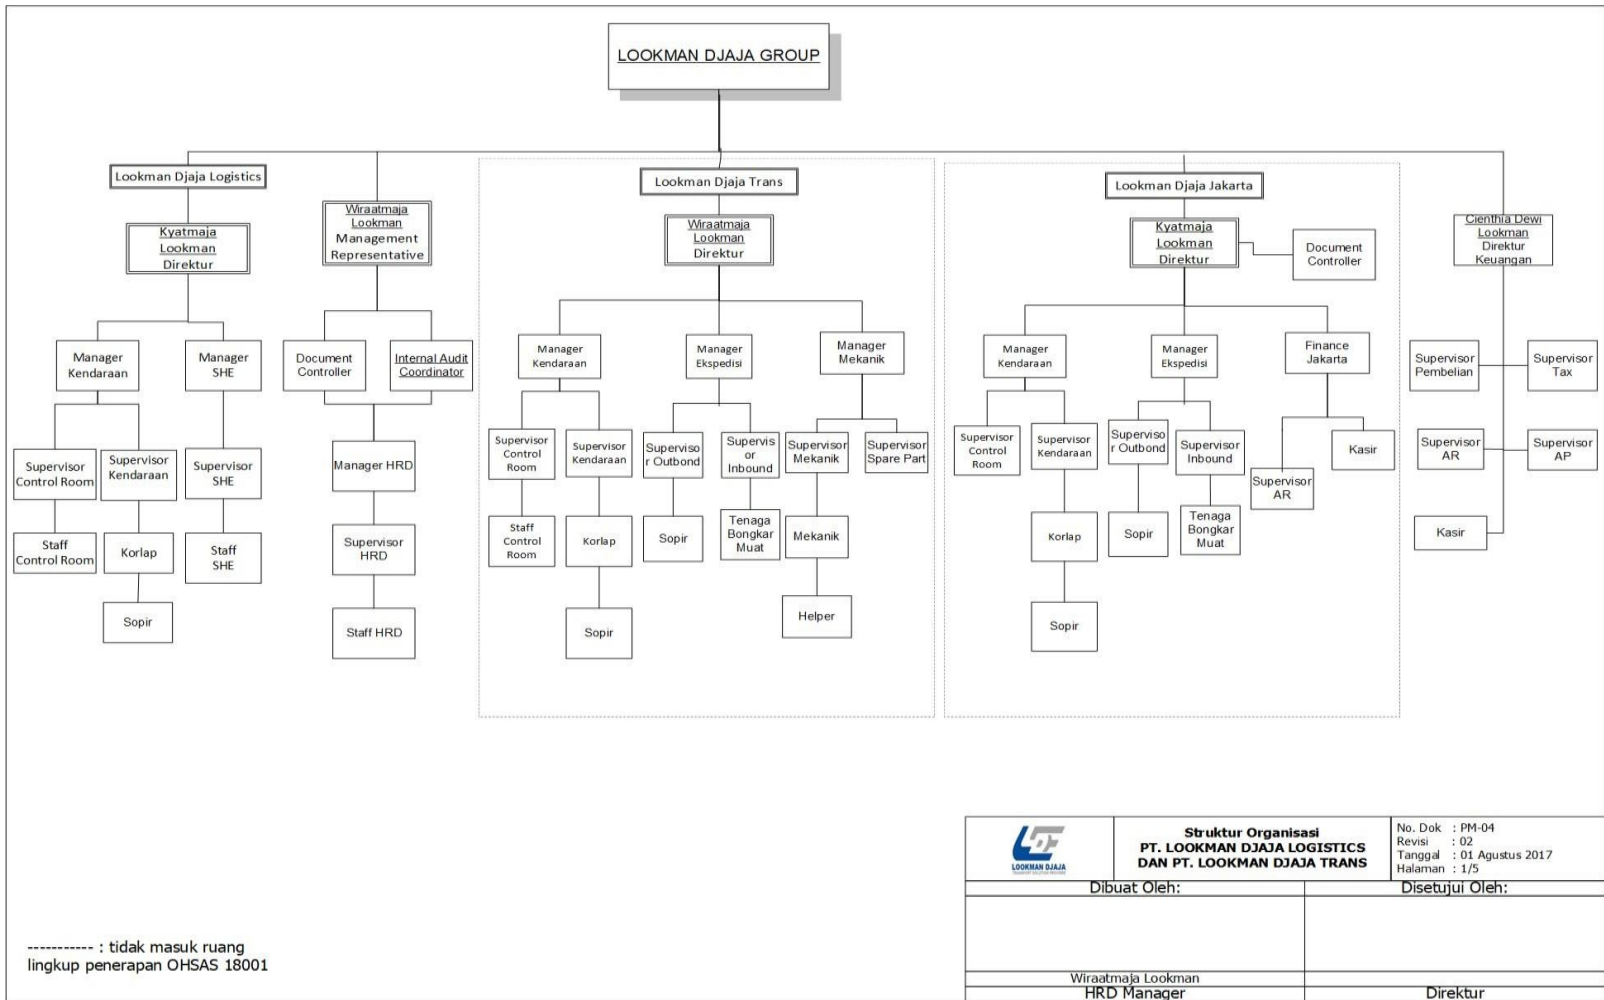 LOOKMAN DJAJA GROUP
Lookman Djaja Logistics
Kyatmaja
Lookman
Direktur
Manager
Kendaraan
Manager
SHE
Supervisor
Control Room
Supervisor
Kendaraan
Supervisor
SHE
Staff
Control Room
Korlap
Staff
SHE
Sopir
Wiraatmaja
Lookman
Management
Representative
Document
Controller
Internal Audit
Coordinator
Manager HRD
Supervisor
HRD
Staff HRD
Lookman Djaja Trans
Wiraatmaja
Lookman
Direktur
Manager
Kendaraan
Manager
Ekspedisi
Manager
Mekanik
Supervisor
Control
Room
Supervisor
Kendaraan
Superviso
r Outbond
Supervis
or
Inbound
Supervisor
Mekanik
Supervisor
Spare Part
Staff
Control
Room
Korlap
Sopir
Tenaga
Bongkar
Muat
Mekanik
Sopir
Helper
Lookman Djaja Jakarta
Kyatmaja
Lookman
Direktur
Document
Controller
Manager
Kendaraan
Manager
Ekspedisi
Finance
Jakarta
Supervisor
Control
Room
Supervisor
Kendaraan
Superviso
r Outbond
Supervisor
Inbound
Supervisor
AR
Kasir
Korlap
Sopir
Tenaga
Bongkar
Muat
Sopir
Cienthia Dewi
Lookman
Direktur
Keuangan
Supervisor
Pembelian
Supervisor
Tax
Supervisor
AR
Supervisor
AP
Kasir
----------- : tidak masuk ruang
lingkup penerapan OHSAS 18001
LOOKMAN DJAJA
Struktur Organisasi
PT. LOOKMAN DJAJA LOGISTICS
DAN PT. LOOKMAN DJAJA TRANS
No. Dok : PM-04
Revisi : 02
Tanggal : 01 Agustus 2017
Halaman : 1/5
Dibuat Oleh:
Disetujui Oleh:
Wiraatmaja Lookman
HRD Manager
Direktur